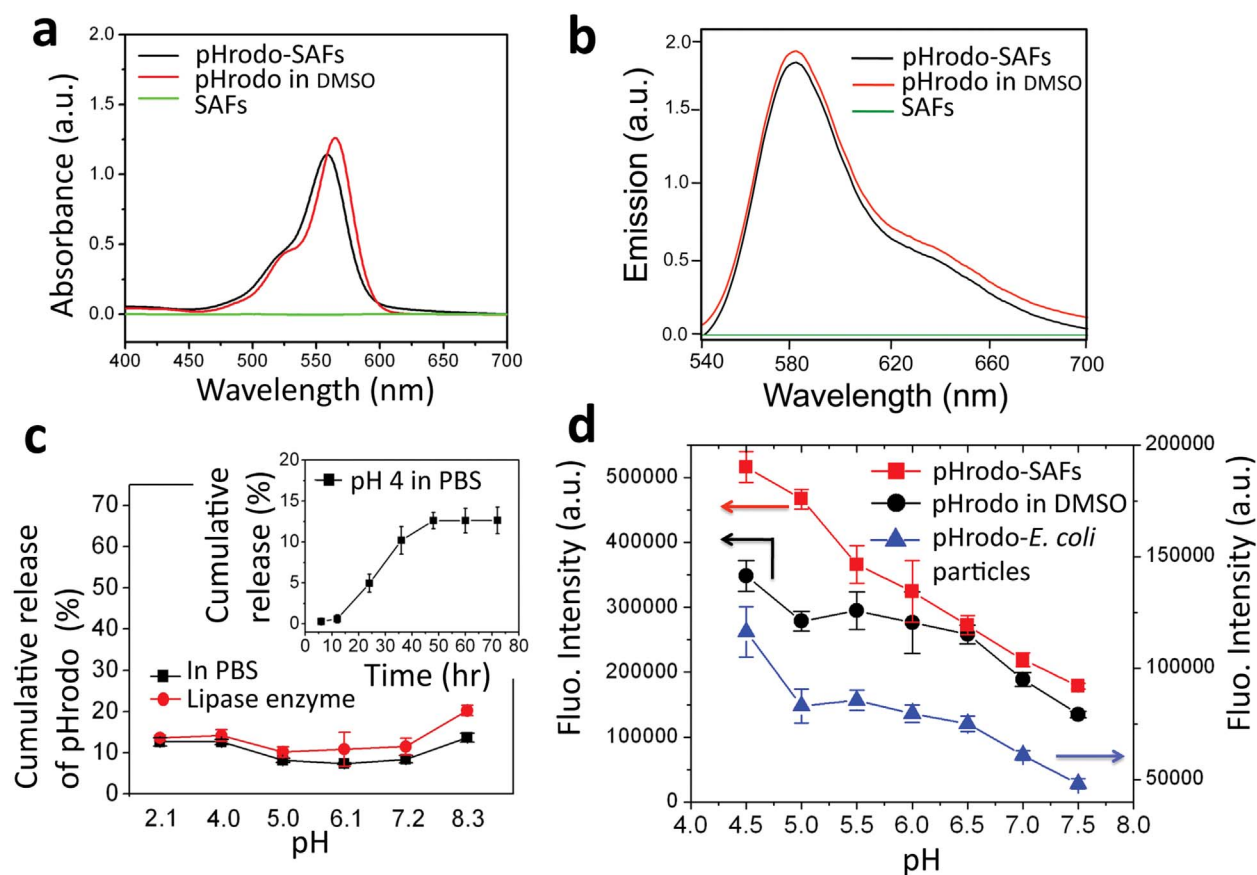 a
2.0
1.5
1.0
0.5
0.0
Absorbance (a.u.)
pHrodo-SAFs
pHrodo in DMSO
SAFs
400 450 500 550 600 650 700
Wavelength (nm)
b
2.0
1.5
1.0
0.5
0.0
Emission (a.u.)
pHrodo-SAFs
pHrodo in DMSO
SAFs
540 580 620 660 700
Wavelength (nm)
c
70
60
50
40
30
20
10
0
Cumulative release
of pHrodo (%)
20
15
10
5
0
Cumulative
release (%)
pH 4 in PBS
0 10 20 30 40 50 60 70 80
Time (hr)
In PBS
Lipase enzyme
2.1 4.0 5.0 6.1 7.2 8.3
pH
d
500000
400000
300000
200000
100000
0
Fluo. Intensity (a.u.)
pHrodo-SAFs
pHrodo in DMSO
pHrodo-E. coli
particles
200000
150000
100000
50000
Fluo. Intensity (a.u.)
4.0 4.5 5.0 5.5 6.0 6.5 7.0 7.5 8.0
pH